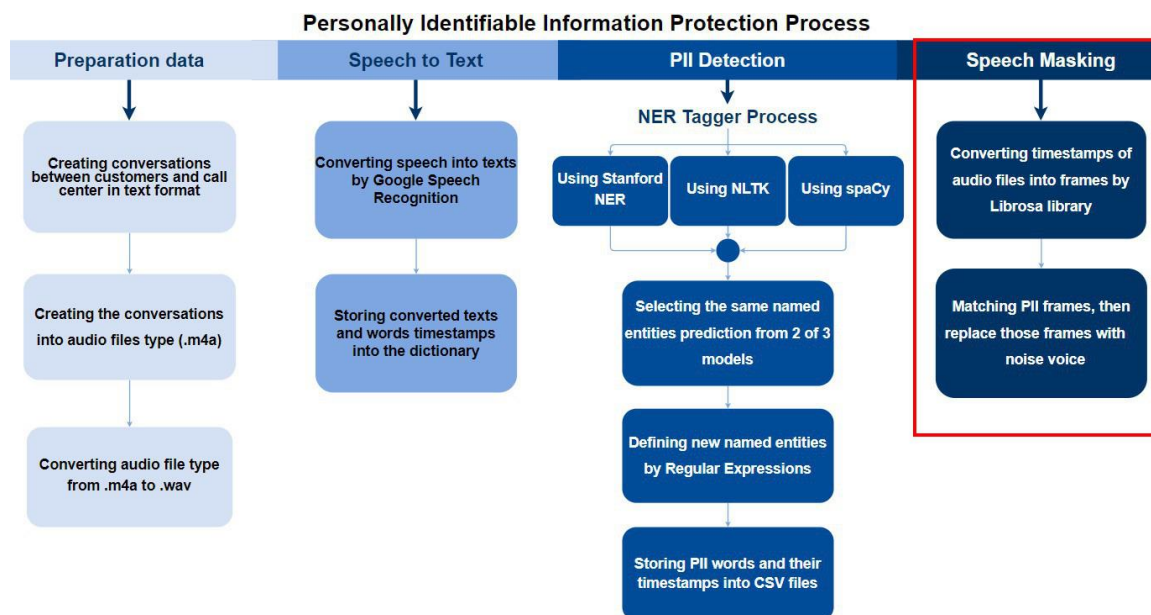 Personally Identifiable Information Protection Process
Preparation data
Creating conversations
between customers and call
center in text format
Creating the conversations
into audio files type (.m4a)
Converting audio file type
from .m4a to .wav
Speech to Text
Converting speech into texts
by Google Speech
Recognition
Storing converted texts
and words timestamps
into the dictionary
PII Detection
NER Tagger Process
Using Stanford
NER
Using NLTK
Using spaCy
Selecting the same named
entities prediction from 2 of 3
models
Defining new named entities
by Regular Expressions
Storing PII words and their
timestamps into CSV files
Speech Masking
Converting timestamps of
audio files into frames by
Librosa library
Matching PII frames, then
replace those frames with
noise voice